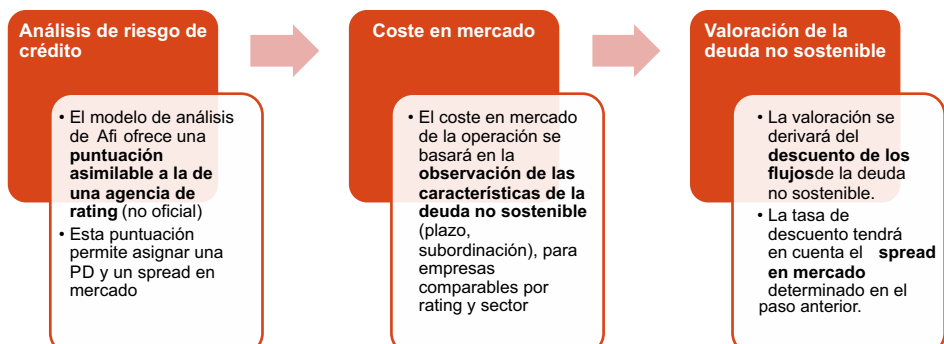 Análisis de riesgo de
crédito
• El modelo de análisis
de Afi ofrece una
puntuación
asimilable a la de
una agencia de
rating (no oficial)
• Esta puntuación
permite asignar una
PD y un spread en
mercado
Coste en mercado
• El coste en mercado
de la operación se
basará en la
observación de las
características de la
deuda no sostenible
(plazo,
subordinación), para
empresas
comparables por
rating y sector
Valoración de la
deuda no sostenible
• La valoración se
derivará del
descuento de los
flujosde la deuda
no sostenible.
• La tasa de
descuento tendrá
en cuenta el spread
en mercado
determinado en el
paso anterior.